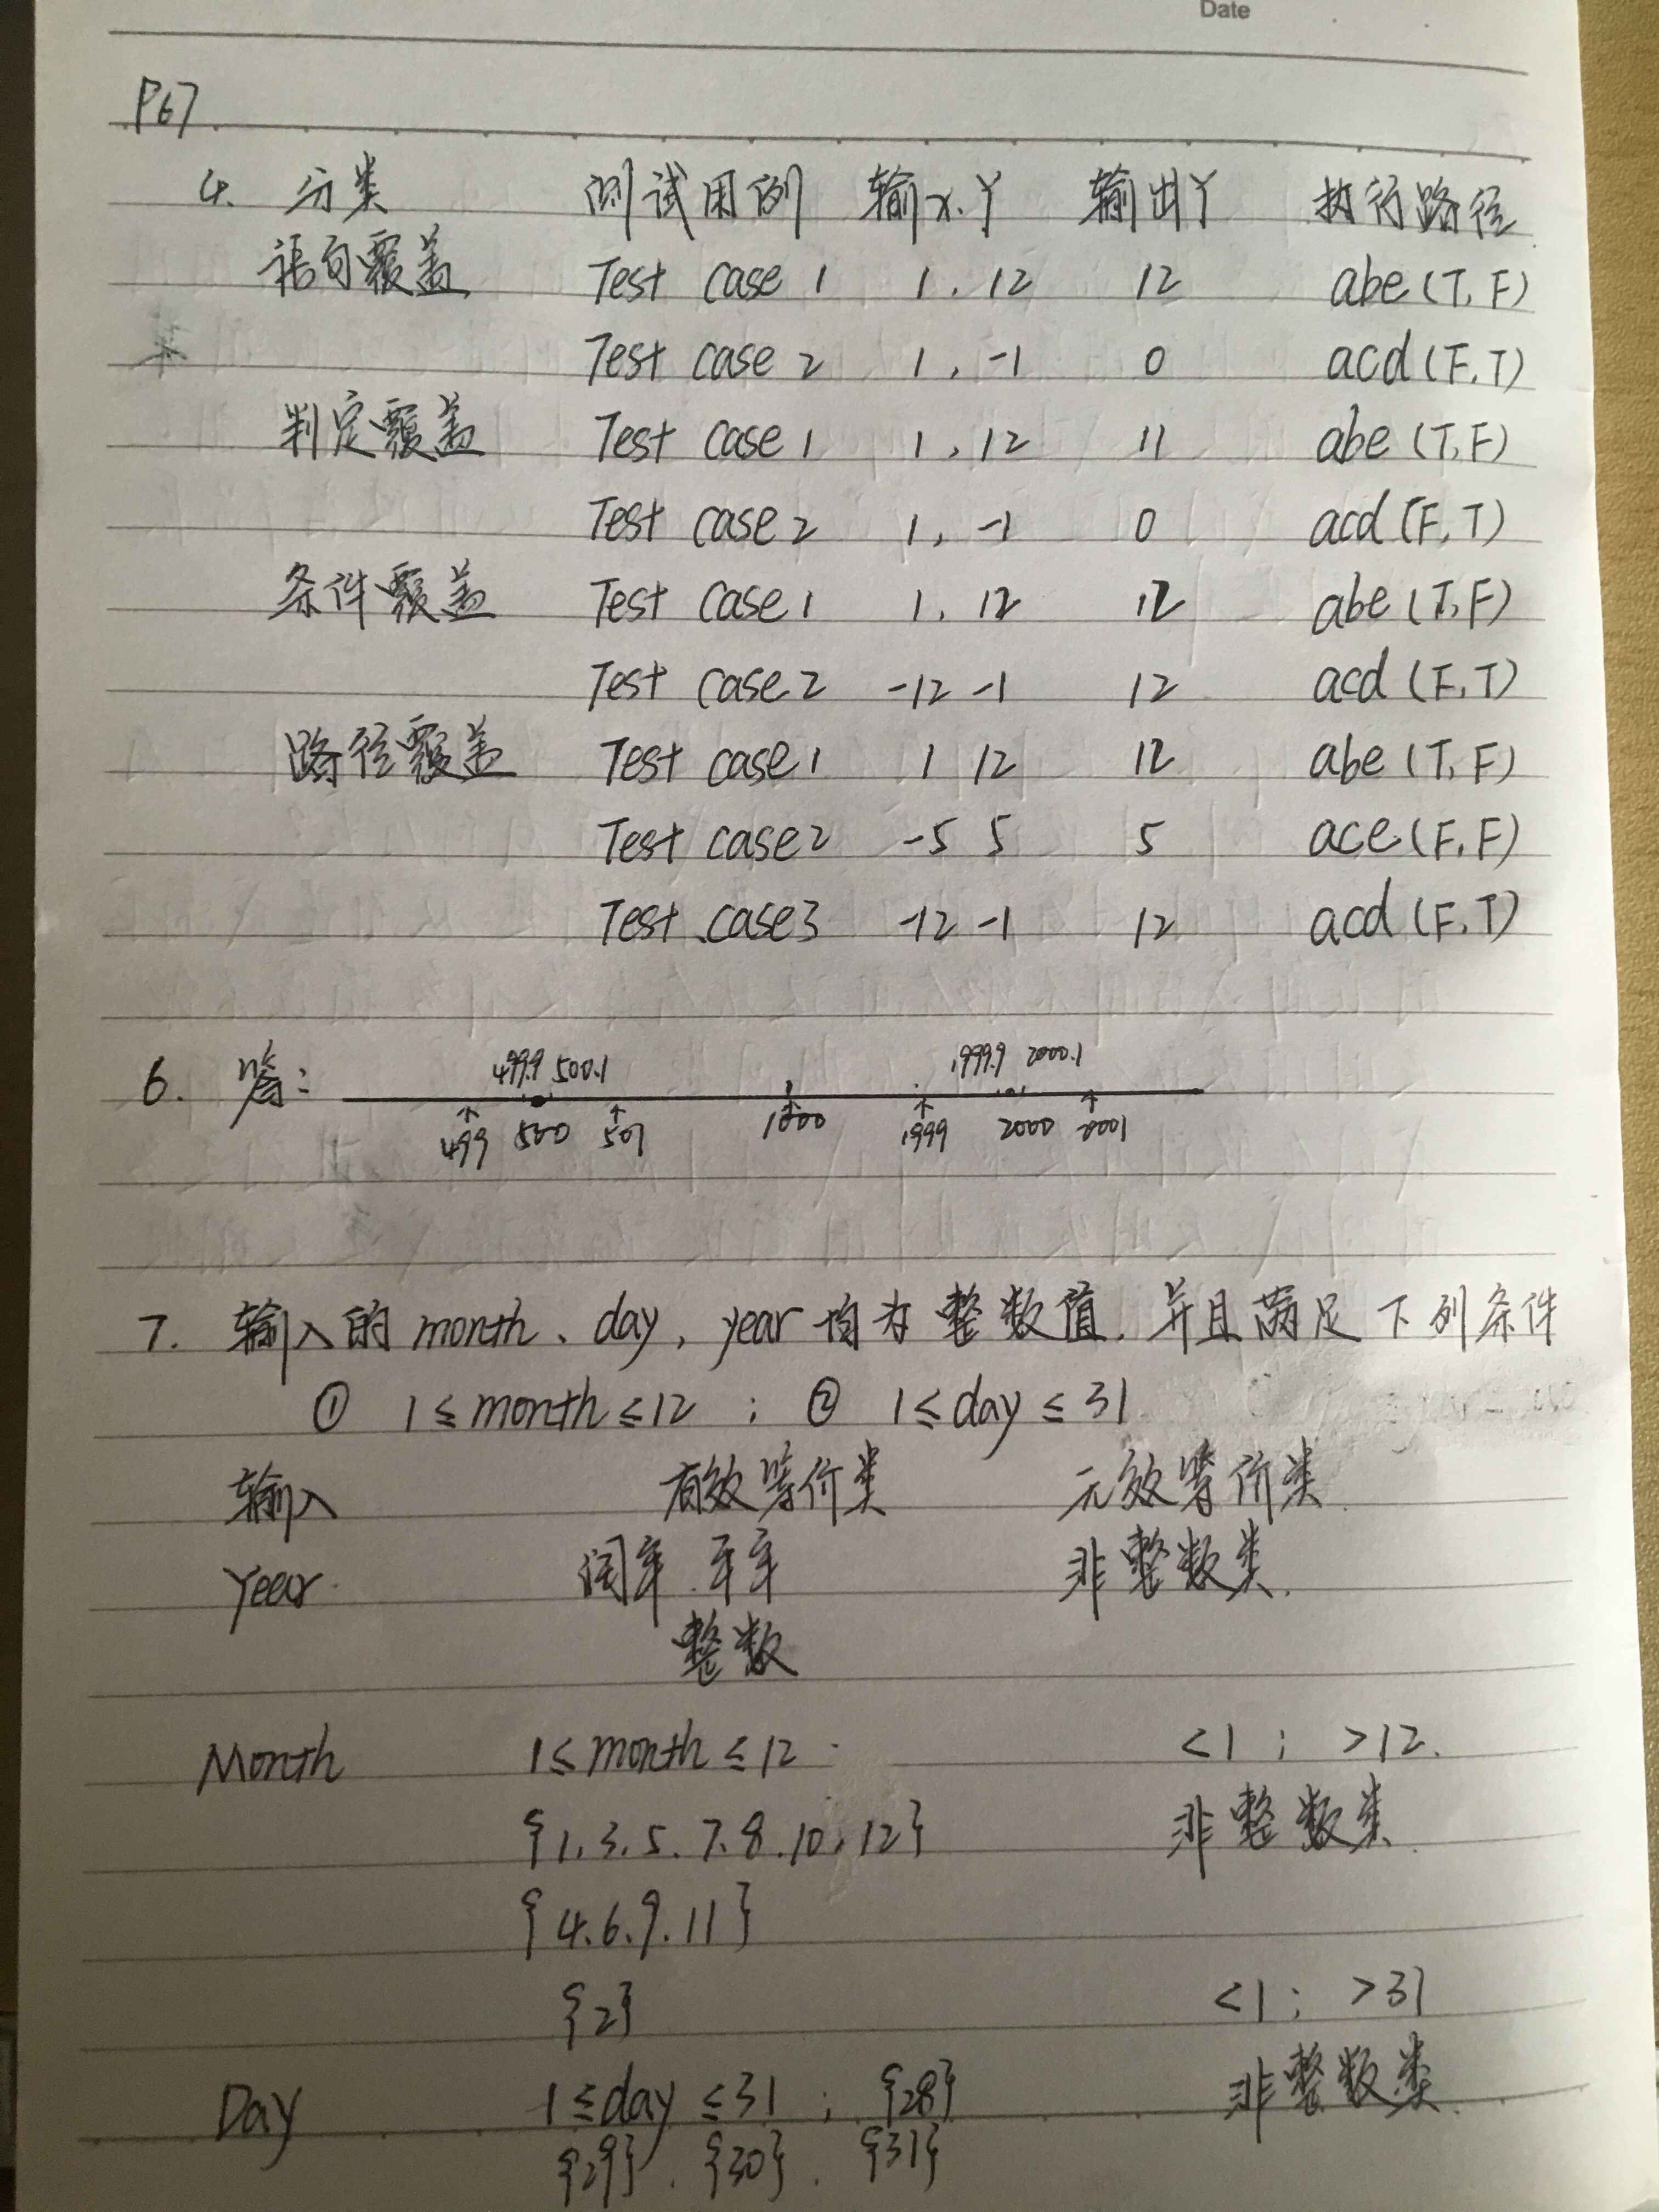 Date
P67
4. 分类 测试用例 输x.Y 输出Y 执行路径
语句覆盖 Test case 1 1, 12 12 abe (T, F)
Test case 2 1, -1 0 acd (F, T)
判定覆盖 Test case 1 1, 12 11 abe (T, F)
Test case 2 1, -1 0 acd (F, T)
条件覆盖 Test case 1 1, 12 12 abe (T, F)
Test case 2 -12 -1 12 acd (F, T)
路径覆盖 Test case 1 1 12 12 abe (T, F)
Test case 2 -5 5 5 ace (F, F)
Test case 3 -12 -1 12 acd (F, T)
499.9 500.1 1999.9 2000.1
6. 答:
499 500 501 1000 1999 2000 2001
7. 输入的 month、day, year 均为整数值, 并且满足下列条件
① 1≤month≤12 ; ② 1≤day≤31
输入 有效等价类 无效等价类
Year 闰年.平年 非整数类.
整数
Month 1≤month≤12 <1 ; >12.
{1.3.5.7.8.10.12} 非整数类.
{4.6.9.11}
{2} <1 ; >31
Day 1≤day≤31 ; {28} 非整数类.
{29} . {30} . {31}